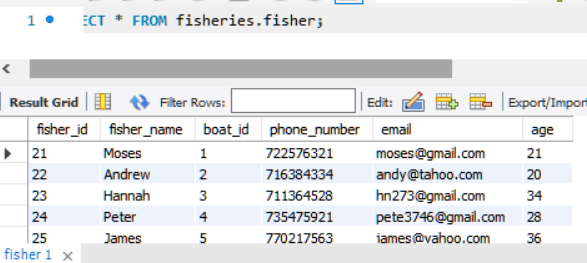 1 ECT * FROM fisheries.fisher;
Result Grid Filter Rows: Edit: Export/Import
fisher_id fisher_name boat_id phone_number email age
21 Moses 1 722576321 moses@gmail.com 21
22 Andrew 2 716384334 andy@tahoo.com 20
23 Hannah 3 711364528 hn273@gmail.com 34
24 Peter 4 735475921 pete3746@gmail.com 28
25 James 5 770217563 james@yahoo.com 36
fisher 1